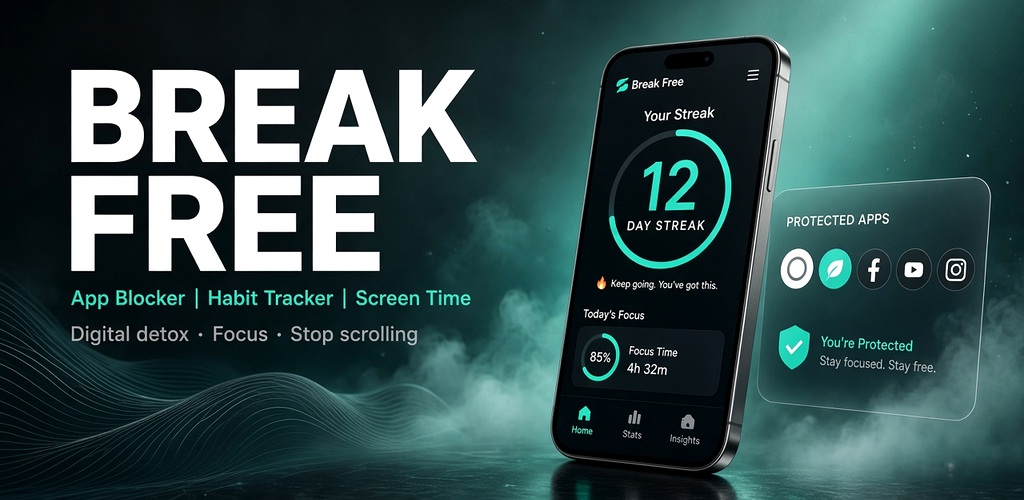 BREAK
FREE
App Blocker | Habit Tracker | Screen Time
Digital detox · Focus · Stop scrolling
Break Free
Your Streak
12
DAY STREAK
🔥 Keep going. You've got this.
Today's Focus
85%
Focus Time
4h 32m
Home
Stats
Insights
PROTECTED APPS
You're Protected
Stay focused. Stay free.